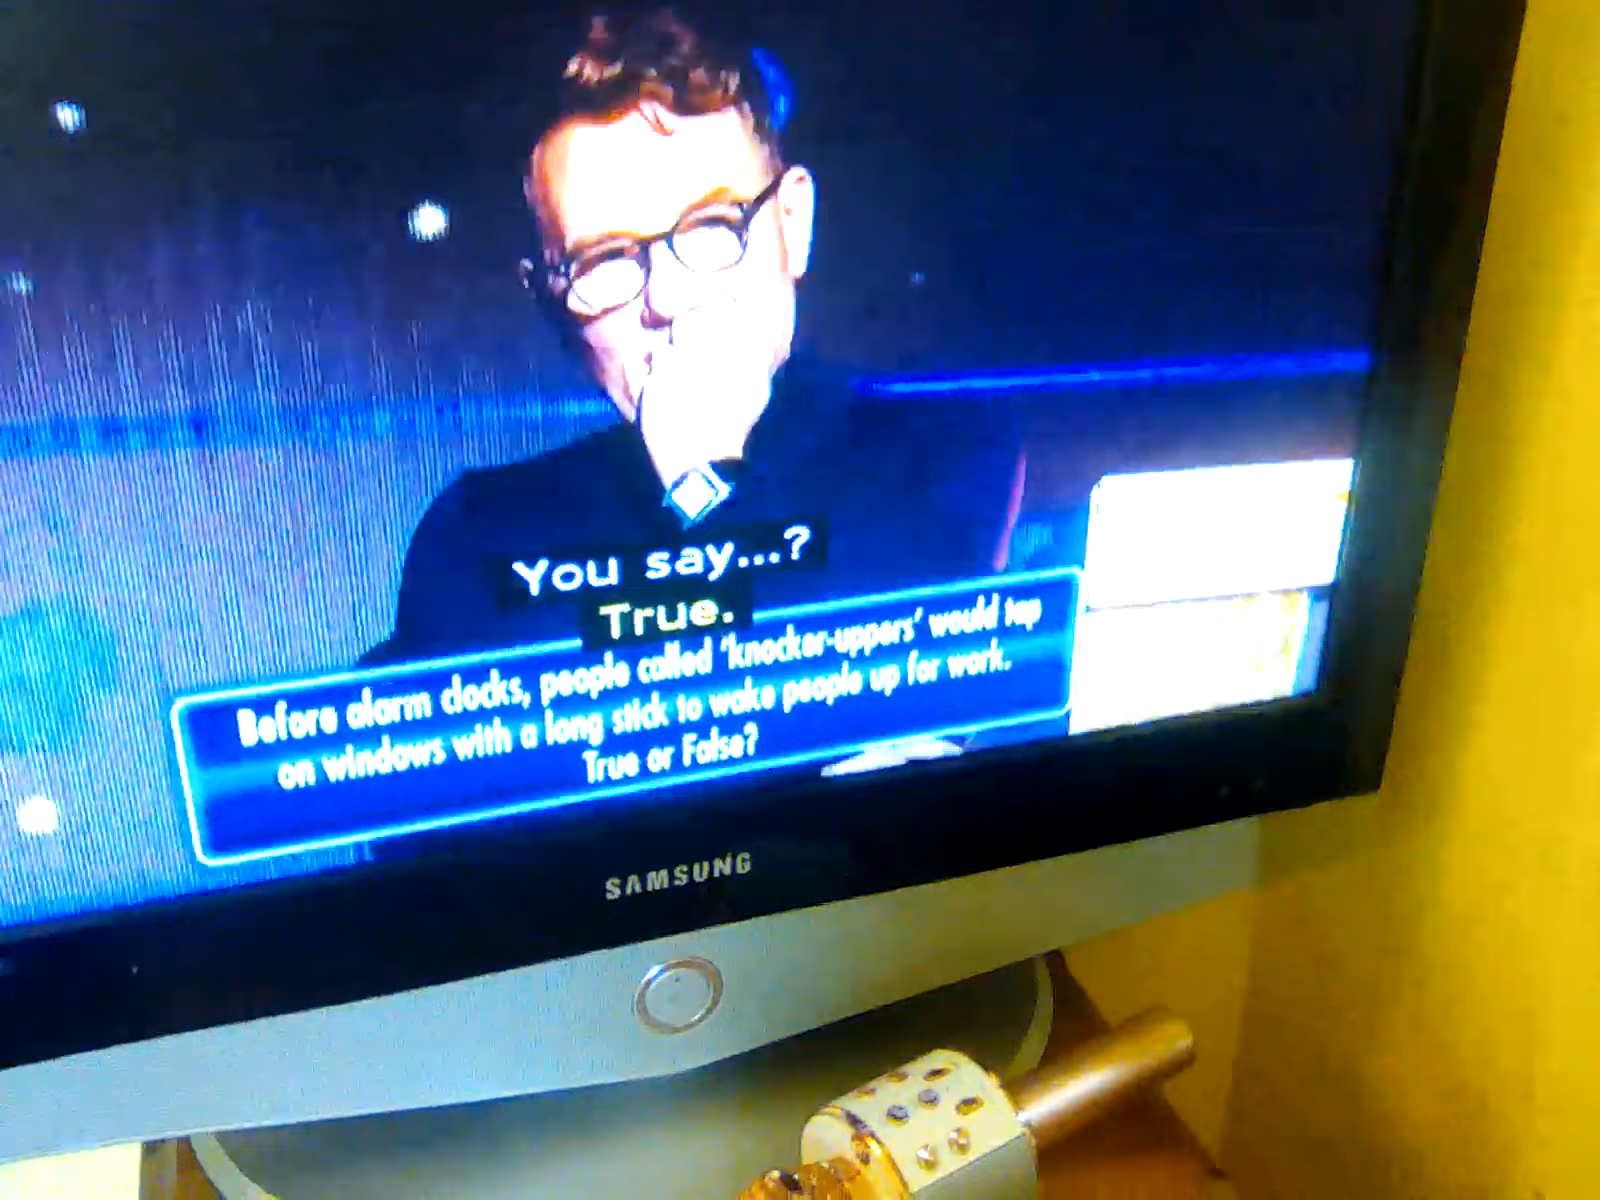 You say...?
True.
Before alarm clocks, people called 'knocker-uppers' would tap
on windows with a long stick to wake people up for work.
True or False?
SAMSUNG